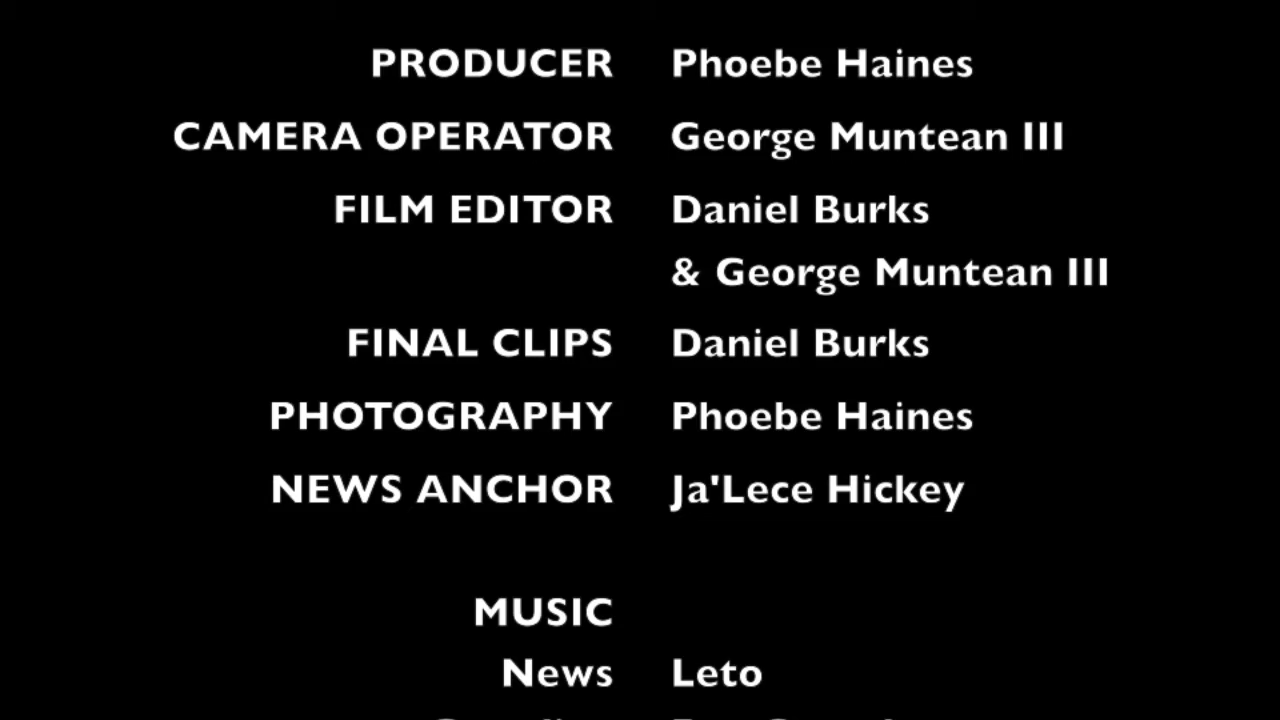 PRODUCER Phoebe Haines
CAMERA OPERATOR George Muntean III
FILM EDITOR Daniel Burks
& George Muntean III
FINAL CLIPS Daniel Burks
PHOTOGRAPHY Phoebe Haines
NEWS ANCHOR Ja'Lece Hickey
MUSIC
News Leto